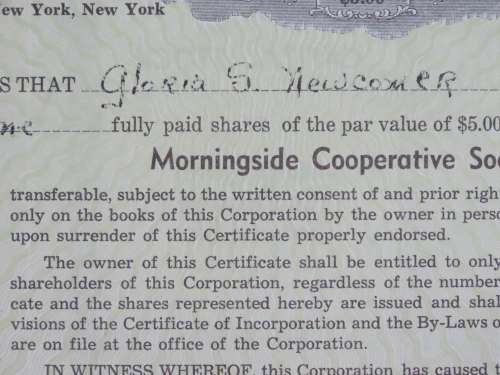 New York, New York
$5.00
S THAT Gloria S. Newcomer
ne fully paid shares of the par value of $5.00
Morningside Cooperative Soc
transferable, subject to the written consent of and prior righ
only on the books of this Corporation by the owner in perso
upon surrender of this Certificate properly endorsed.
The owner of this Certificate shall be entitled to only
shareholders of this Corporation, regardless of the number
cate and the shares represented hereby are issued and shal
visions of the Certificate of Incorporation and the By-Laws o
are on file at the office of the Corporation.
IN WITNESS WHEREOF, this Corporation has caused t